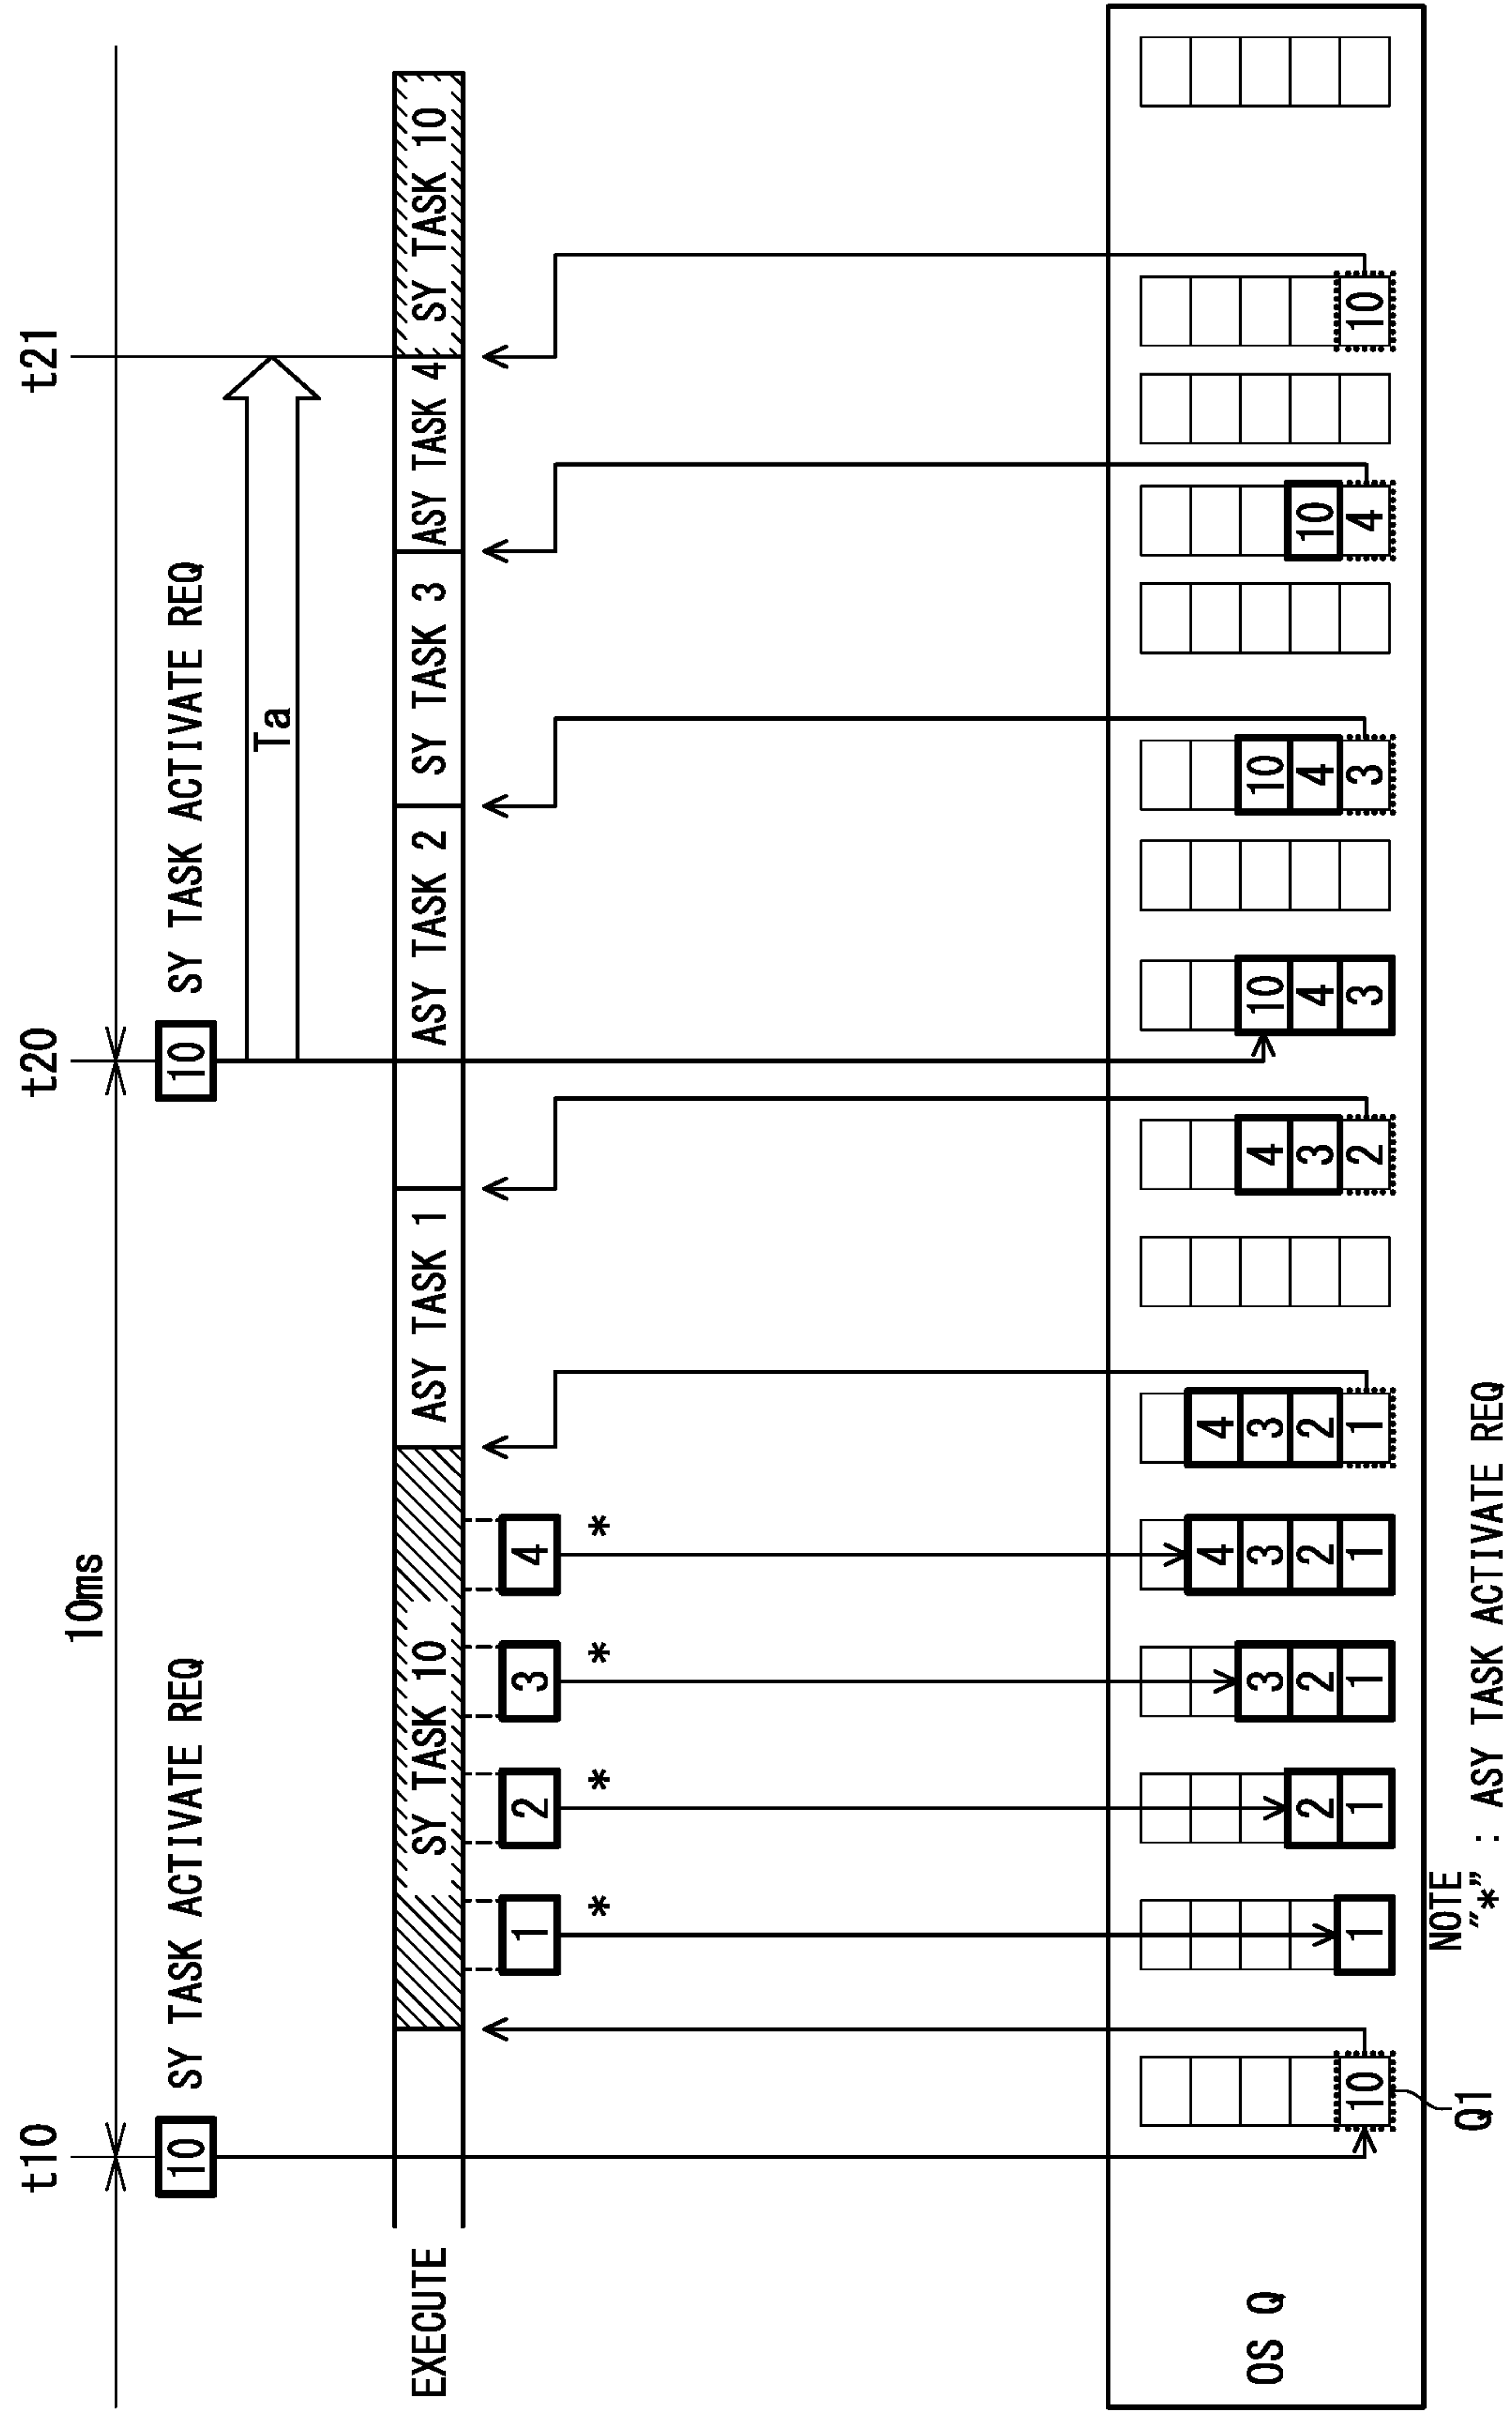 t10
t20
t21
10ms
10 SY TASK ACTIVATE REQ
10 SY TASK ACTIVATE REQ
Ta
EXECUTE
SY TASK 10
ASY TASK 1
ASY TASK 2
SY TASK 3
ASY TASK 4
SY TASK 10
1
2
3
4
*
*
*
*
OS Q
10
1
2
1
3
2
1
4
3
2
1
4
3
2
1
4
3
2
10
4
3
10
4
3
10
4
10
Q1
NOTE
"*" : ASY TASK ACTIVATE REQ